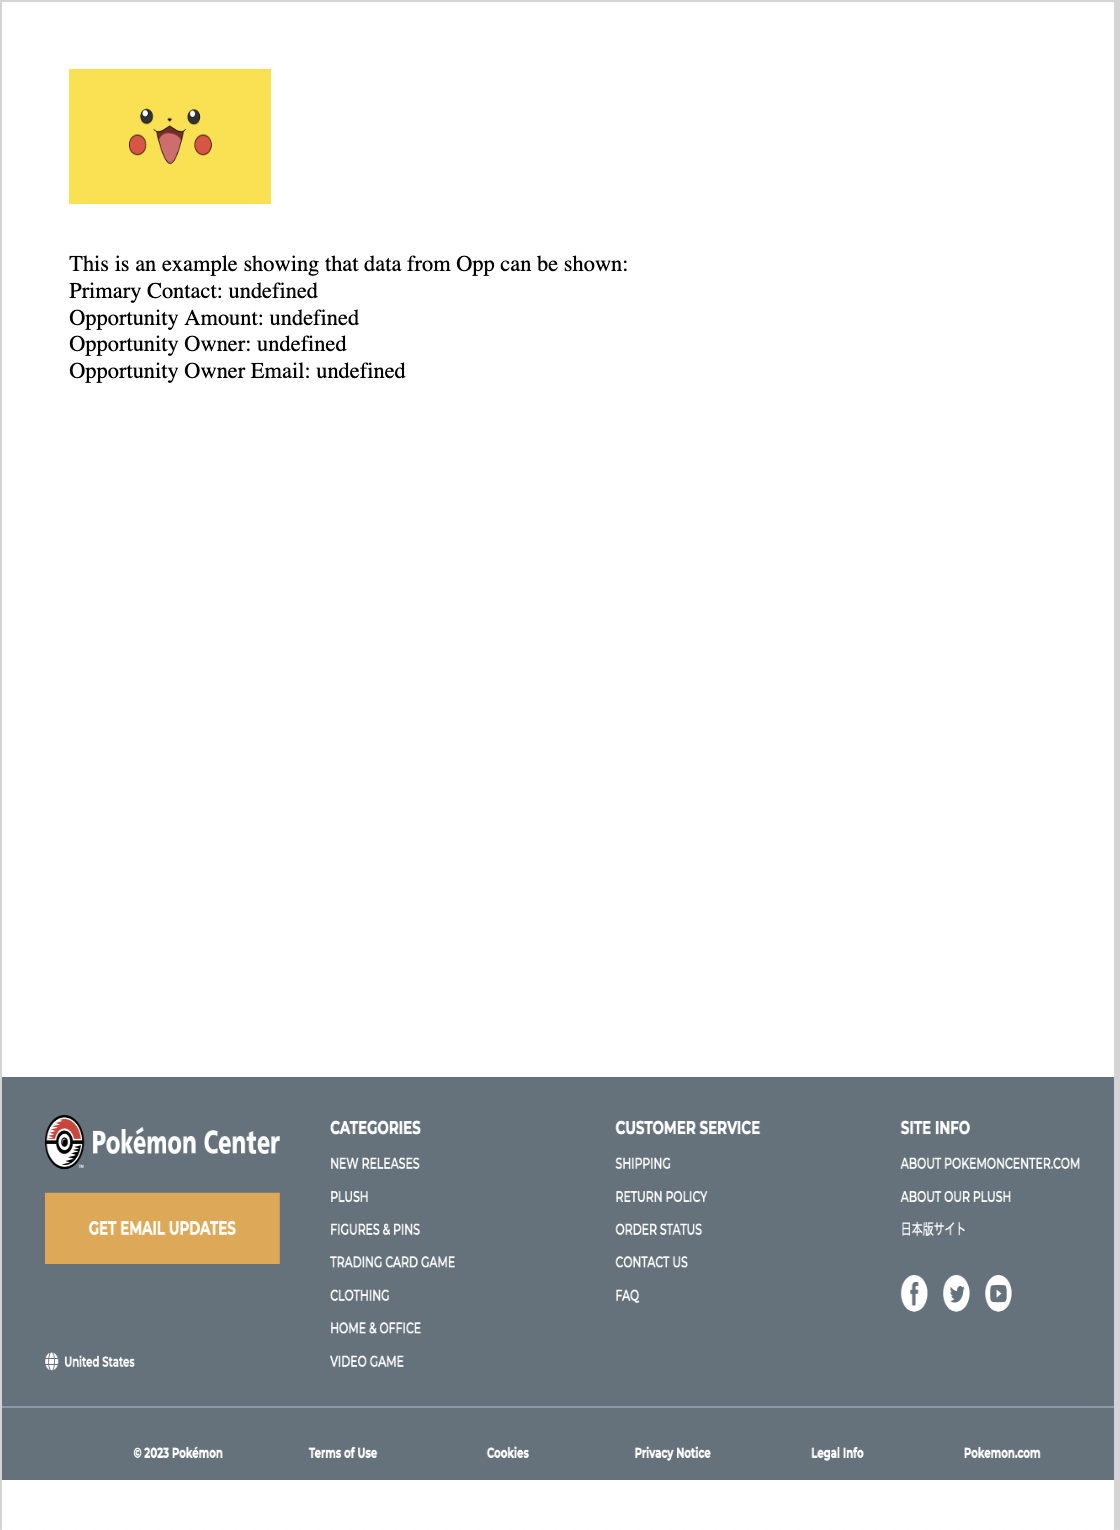 This is an example showing that data from Opp can be shown:
Primary Contact: undefined
Opportunity Amount: undefined
Opportunity Owner: undefined
Opportunity Owner Email: undefined
Pokémon Center
TM
GET EMAIL UPDATES
United States
CATEGORIES
NEW RELEASES
PLUSH
FIGURES & PINS
TRADING CARD GAME
CLOTHING
HOME & OFFICE
VIDEO GAME
CUSTOMER SERVICE
SHIPPING
RETURN POLICY
ORDER STATUS
CONTACT US
FAQ
SITE INFO
ABOUT POKEMONCENTER.COM
ABOUT OUR PLUSH
日本版サイト
© 2023 Pokémon
Terms of Use
Cookies
Privacy Notice
Legal Info
Pokemon.com